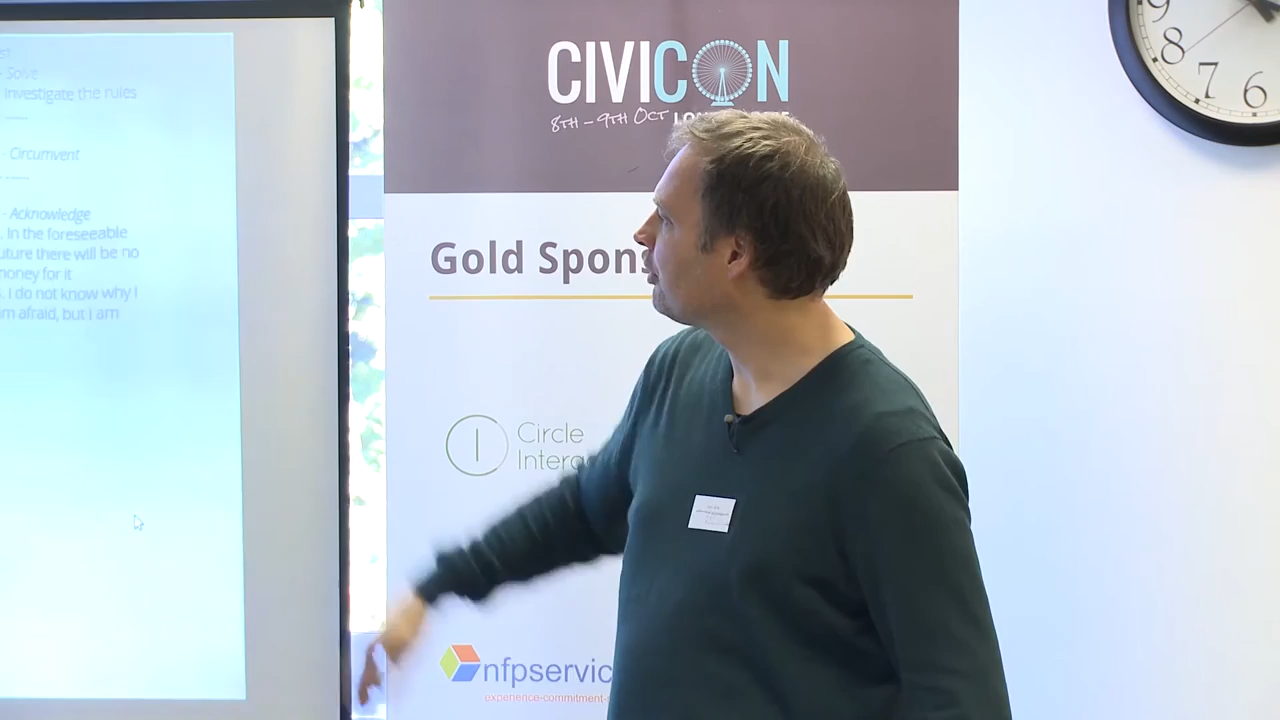 Solve
investigate the rules
-----
- Circumvent
-----
- Acknowledge
. In the foreseeable
uture there will be no
money for it
. I do not know why I
am afraid, but I am
CIVICON
8TH – 9TH OCT
Gold Spons
Circle
Intera
nfpservic
experience-commitment-
9
8
7
6